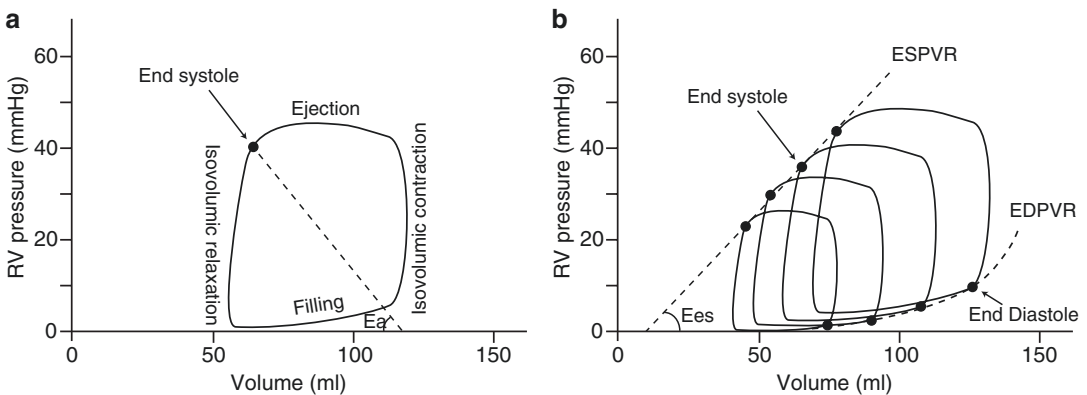 a
RV pressure (mmHg)
60
40
20
0
End systole
Ejection
Isovolumic relaxation
Isovolumic contraction
Filling
Ea
0
50
100
150
Volume (ml)
b
RV pressure (mmHg)
60
40
20
0
ESPVR
End systole
EDPVR
Ees
End Diastole
0
50
100
150
Volume (ml)